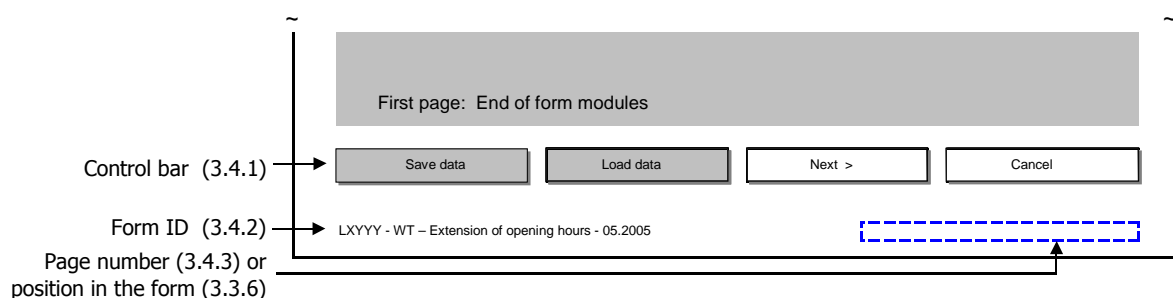 ~ ~
First page: End of form modules
Control bar (3.4.1)
Save data Load data Next > Cancel
Form ID (3.4.2)
LXYYY - WT – Extension of opening hours - 05.2005
Page number (3.4.3) or
position in the form (3.3.6)